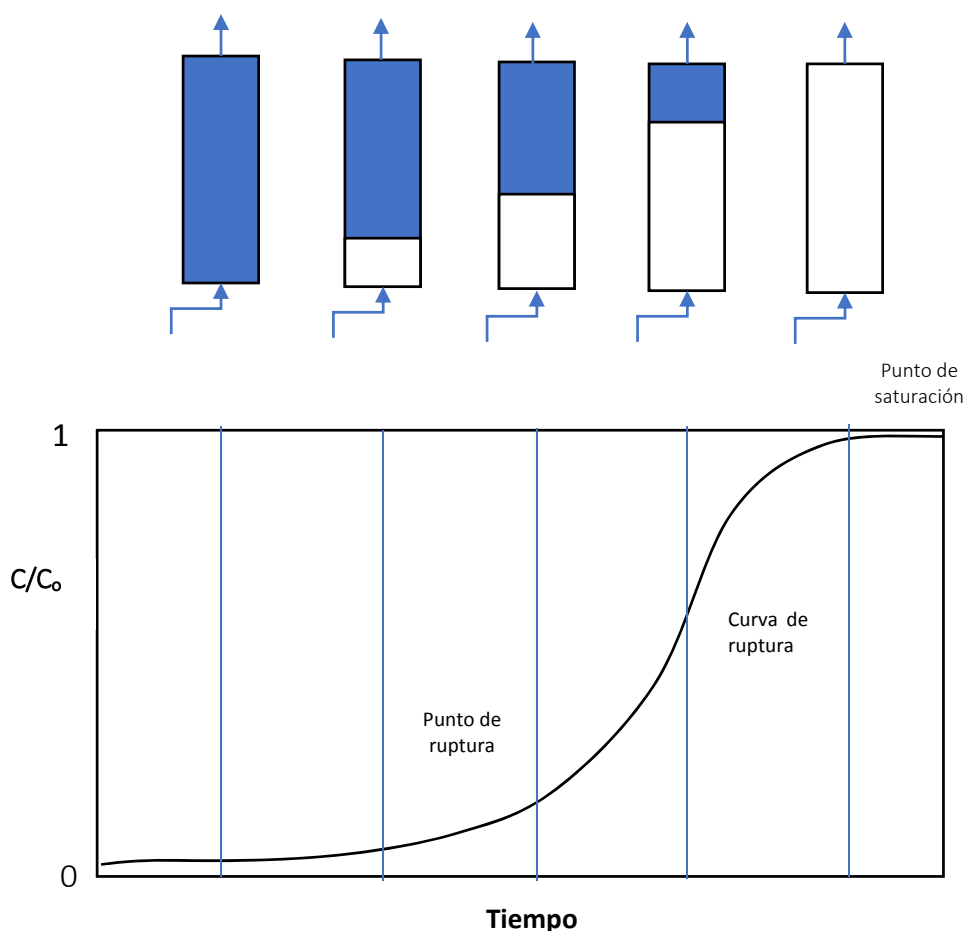 Punto de
saturación
1
C/Co
Curva de
ruptura
Punto de
ruptura
0
Tiempo